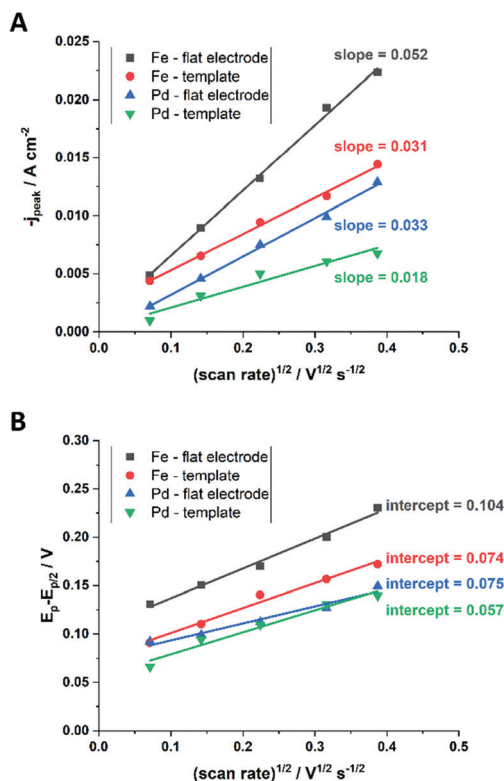 A
0.025
0.020
0.015
0.010
0.005
0.000
-j_peak / A cm⁻²
Fe - flat electrode
Fe - template
Pd - flat electrode
Pd - template
slope = 0.052
slope = 0.031
slope = 0.033
slope = 0.018
0.0 0.1 0.2 0.3 0.4 0.5
(scan rate)^1/2 / V^1/2 s^-1/2
B
0.30
0.25
0.20
0.15
0.10
0.05
0.00
E_p-E_p/2 / V
Fe - flat electrode
Fe - template
Pd - flat electrode
Pd - template
intercept = 0.104
intercept = 0.074
intercept = 0.075
intercept = 0.057
0.0 0.1 0.2 0.3 0.4 0.5
(scan rate)^1/2 / V^1/2 s^-1/2